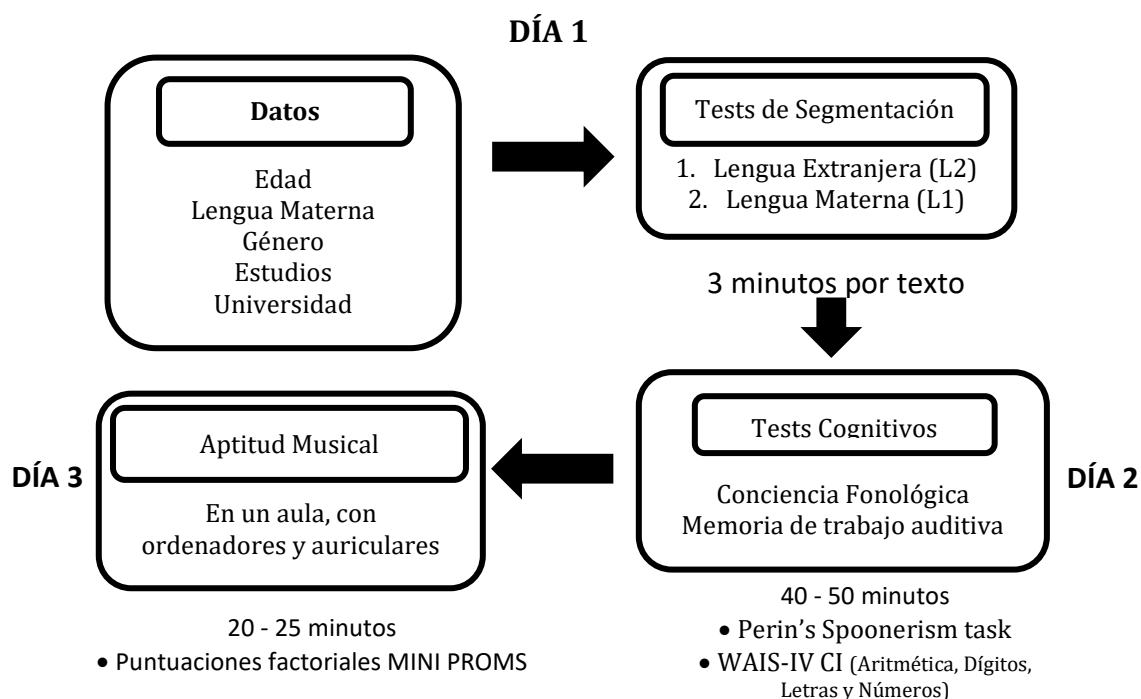 DÍA 1
Datos
Edad
Lengua Materna
Género
Estudios
Universidad
Tests de Segmentación
1. Lengua Extranjera (L2)
2. Lengua Materna (L1)
3 minutos por texto
DÍA 2
Tests Cognitivos
Conciencia Fonológica
Memoria de trabajo auditiva
40 - 50 minutos
• Perin’s Spoonerism task
• WAIS-IV CI (Aritmética, Dígitos,
Letras y Números)
DÍA 3
Aptitud Musical
En un aula, con
ordenadores y auriculares
20 - 25 minutos
• Puntuaciones factoriales MINI PROMS